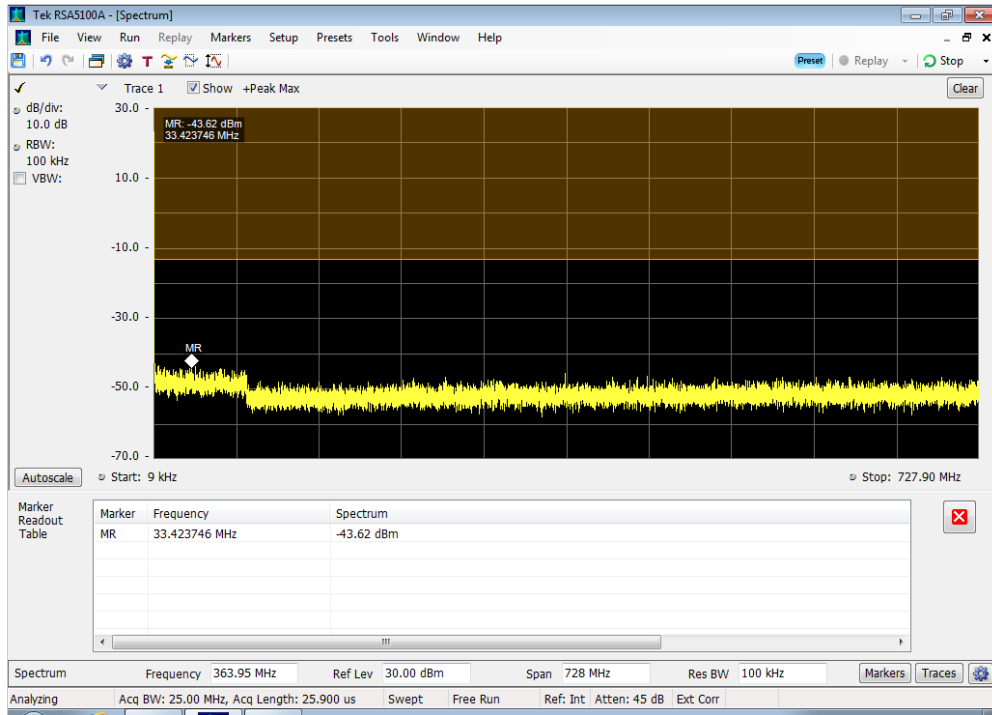 Tek RSA5100A - [Spectrum]
File View Run Replay Markers Setup Presets Tools Window Help
T Preset Replay Stop
Trace 1 Show +Peak Max Clear
dB/div:
10.0 dB
RBW:
100 kHz
VBW:
30.0 -
MR: -43.62 dBm
33.423746 MHz
10.0 -
-10.0 -
-30.0 -
MR
-50.0 -
-70.0 -
Autoscale Start: 9 kHz Stop: 727.90 MHz
Marker
Readout
Table
Marker Frequency Spectrum
MR 33.423746 MHz -43.62 dBm
Spectrum Frequency 363.95 MHz Ref Lev 30.00 dBm Span 728 MHz Res BW 100 kHz Markers Traces
Analyzing Acq BW: 25.00 MHz, Acq Length: 25.900 us Swept Free Run Ref: Int Atten: 45 dB Ext Corr